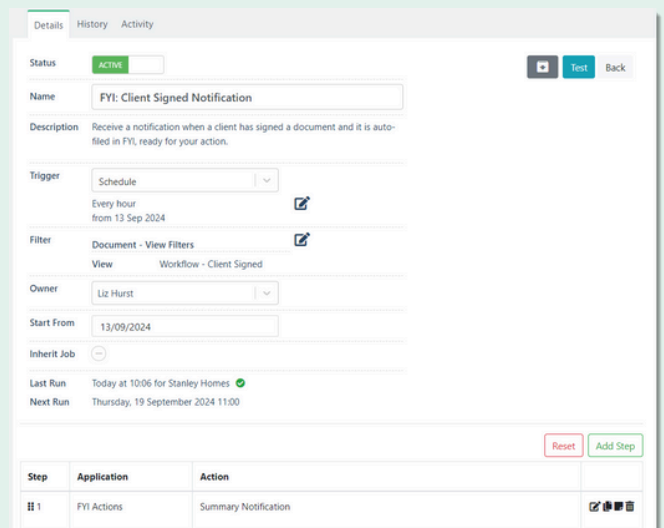 Details History Activity
Status ACTIVE Test Back
Name FYI: Client Signed Notification
Description Receive a notification when a client has signed a document and it is auto-
filed in FYI, ready for your action.
Trigger Schedule
Every hour
from 13 Sep 2024
Filter Document - View Filters
View Workflow - Client Signed
Owner Liz Hurst
Start From 13/09/2024
Inherit Job
Last Run Today at 10:06 for Stanley Homes
Next Run Thursday, 19 September 2024 11:00
Reset Add Step
Step Application Action
1 FYI Actions Summary Notification